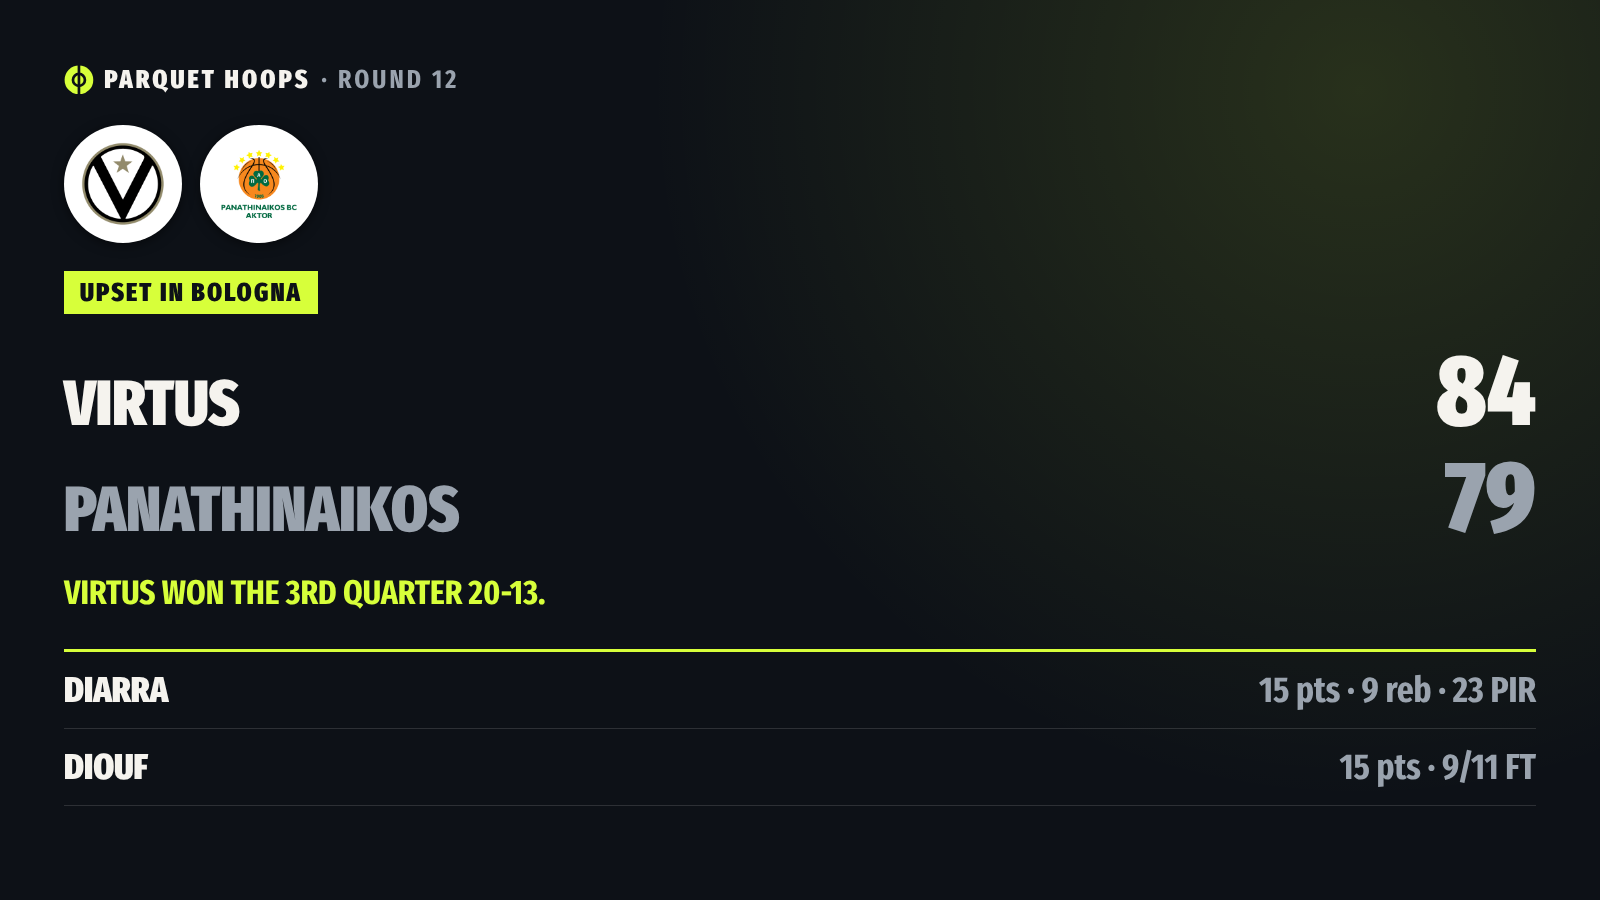 PARQUET HOOPS · ROUND 12
PANATHINAIKOS BC
AKTOR
UPSET IN BOLOGNA
VIRTUS 84
PANATHINAIKOS 79
VIRTUS WON THE 3RD QUARTER 20-13.
DIARRA 15 pts · 9 reb · 23 PIR
DIOUF 15 pts · 9/11 FT